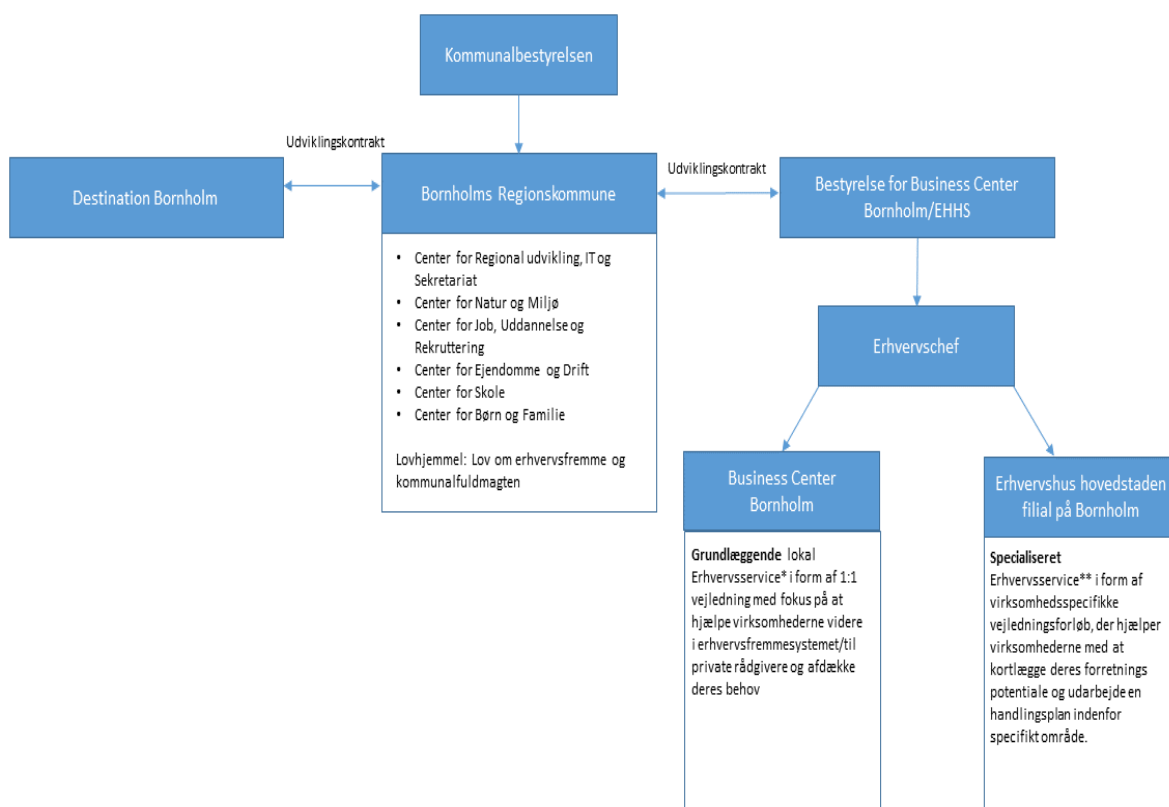 Kommunalbestyrelsen
Udviklingskontrakt
Udviklingskontrakt
Destination Bornholm
Bornholms Regionskommune
Bestyrelse for Business Center
Bornholm/EHHS
• Center for Regional udvikling, IT og
Sekretariat
• Center for Natur og Miljø
• Center for Job, Uddannelse og
Rekruttering
• Center for Ejendomme og Drift
• Center for Skole
• Center for Børn og Familie
Lovhjemmel: Lov om erhvervsfremme og
kommunalfuldmagten
Erhvervschef
Business Center
Bornholm
Grundlæggende lokal
Erhvervsservice* i form af 1:1
vejledning med fokus på at
hjælpe virksomhederne videre
i erhvervsfremmesystemet/til
private rådgivere og afdække
deres behov
Erhvervshus hovedstaden
filial på Bornholm
Specialiseret
Erhvervsservice** i form af
virksomhedsspecifikke
vejledningsforløb, der hjælper
virksomhederne med at
kortlægge deres forretnings
potentiale og udarbejde en
handlingsplan indenfor
specifikt område.